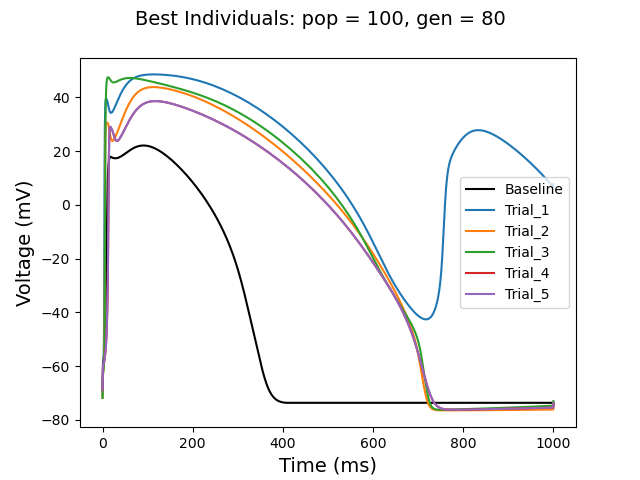 Best Individuals: pop = 100, gen = 80
Voltage (mV)
40
20
0
−20
−40
−60
−80
0 200 400 600 800 1000
Time (ms)
Baseline
Trial_1
Trial_2
Trial_3
Trial_4
Trial_5